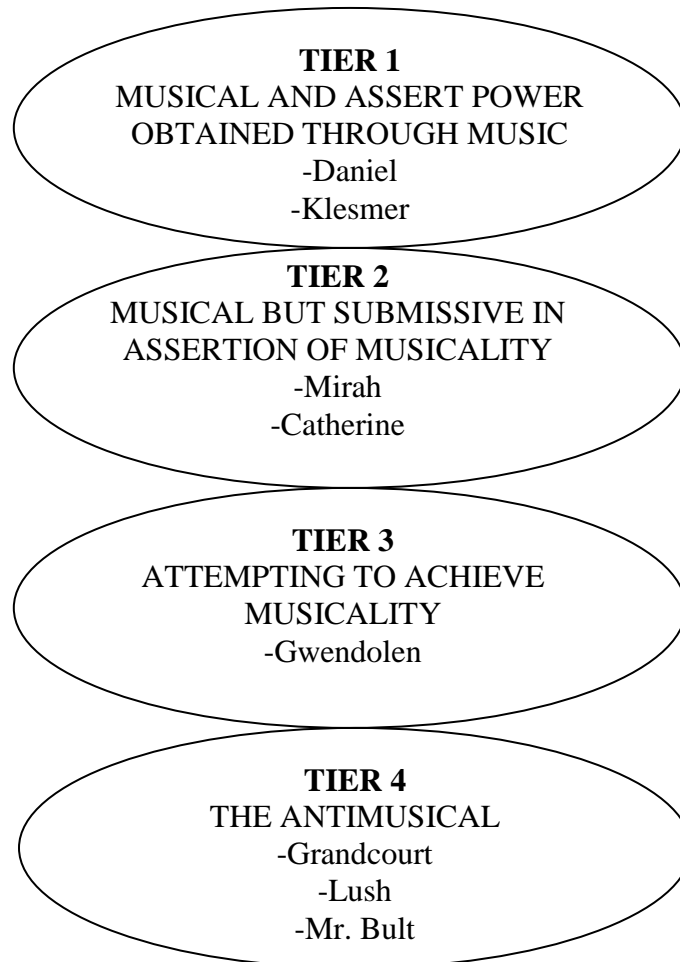 TIER 1
MUSICAL AND ASSERT POWER
OBTAINED THROUGH MUSIC
-Daniel
-Klesmer
TIER 2
MUSICAL BUT SUBMISSIVE IN
ASSERTION OF MUSICALITY
-Mirah
-Catherine
TIER 3
ATTEMPTING TO ACHIEVE
MUSICALITY
-Gwendolen
TIER 4
THE ANTIMUSICAL
-Grandcourt
-Lush
-Mr. Bult